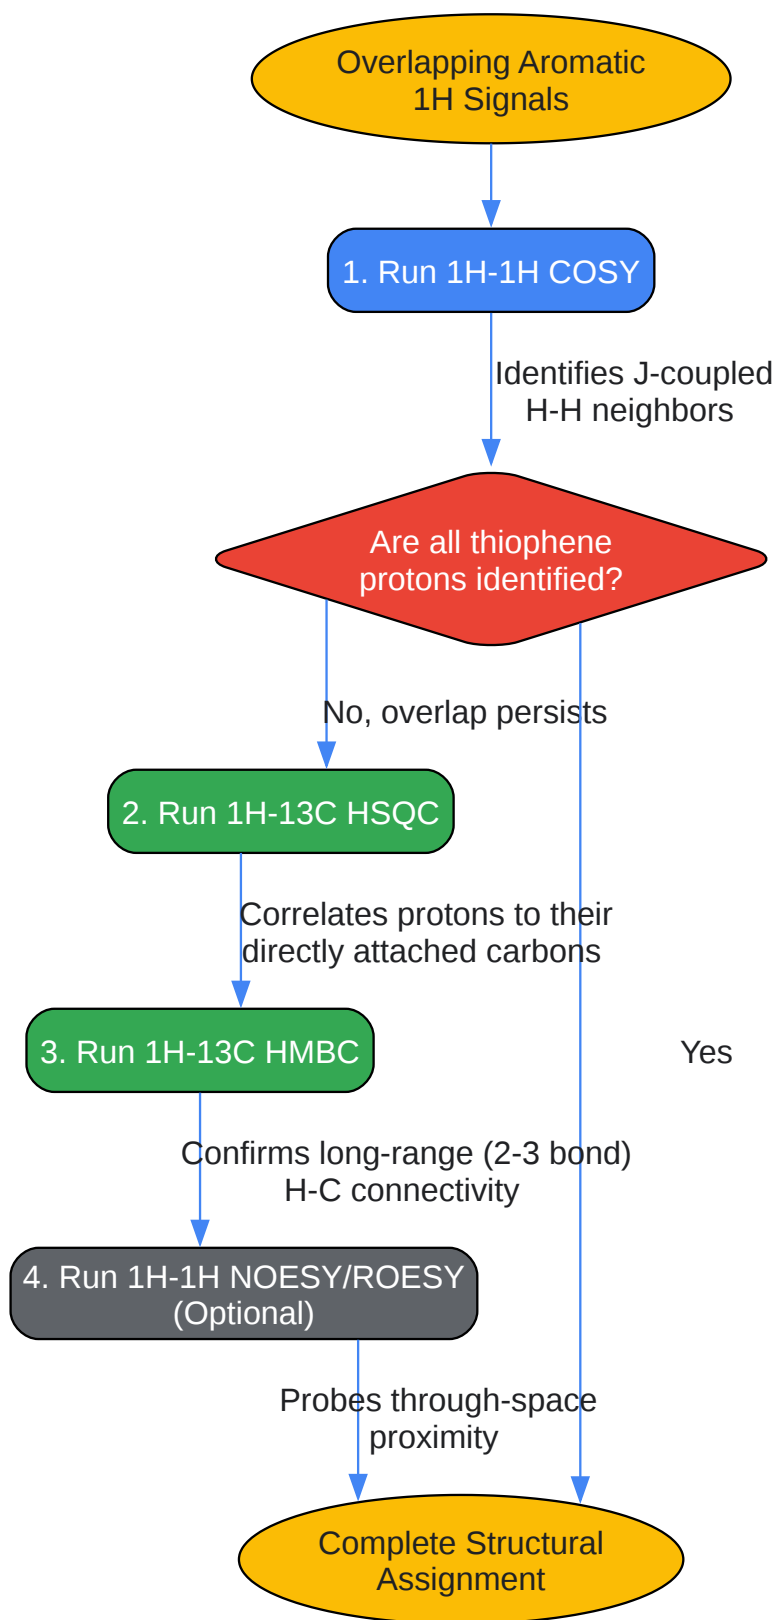 Overlapping Aromatic
1H Signals
1. Run 1H-1H COSY
Identifies J-coupled
H-H neighbors
Are all thiophene
protons identified?
No, overlap persists
2. Run 1H-13C HSQC
Correlates protons to their
directly attached carbons
3. Run 1H-13C HMBC
Yes
Confirms long-range (2-3 bond)
H-C connectivity
4. Run 1H-1H NOESY/ROESY
(Optional)
Probes through-space
proximity
Complete Structural
Assignment